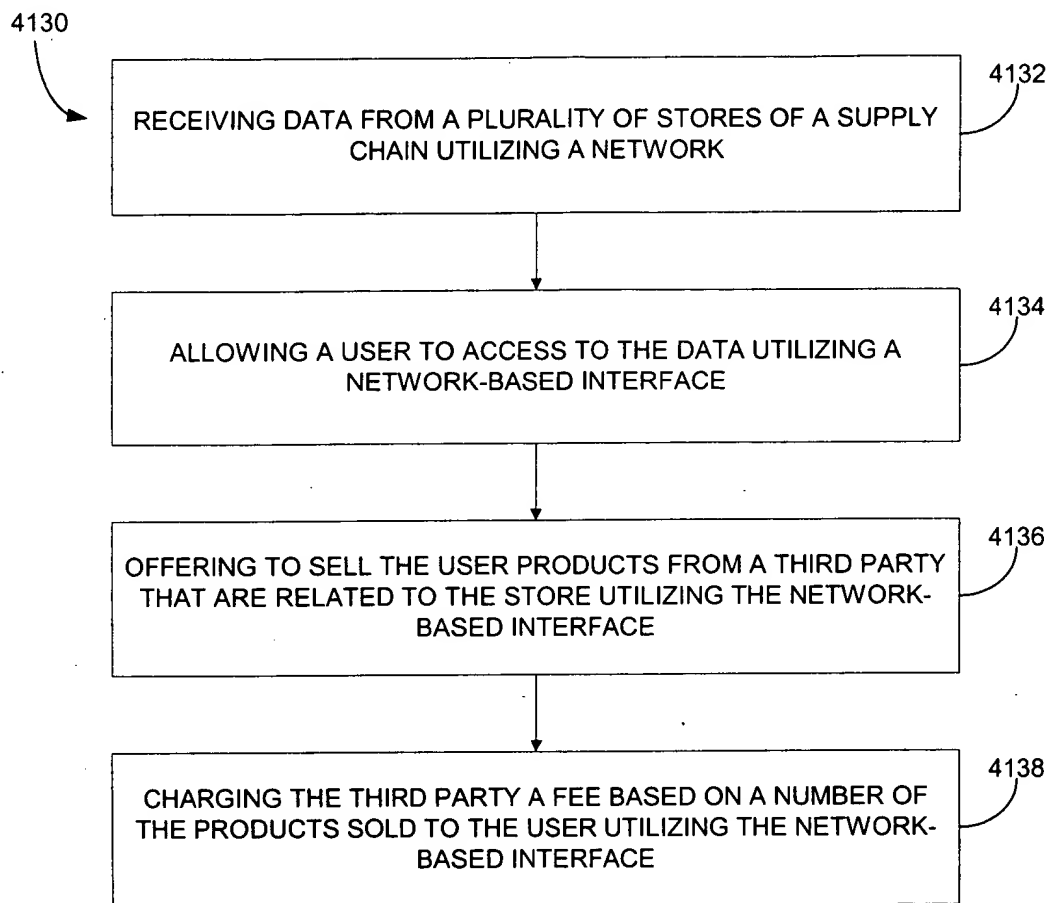 4130
4132
RECEIVING DATA FROM A PLURALITY OF STORES OF A SUPPLY
CHAIN UTILIZING A NETWORK
4134
ALLOWING A USER TO ACCESS TO THE DATA UTILIZING A
NETWORK-BASED INTERFACE
4136
OFFERING TO SELL THE USER PRODUCTS FROM A THIRD PARTY
THAT ARE RELATED TO THE STORE UTILIZING THE NETWORK-
BASED INTERFACE
4138
CHARGING THE THIRD PARTY A FEE BASED ON A NUMBER OF
THE PRODUCTS SOLD TO THE USER UTILIZING THE NETWORK-
BASED INTERFACE